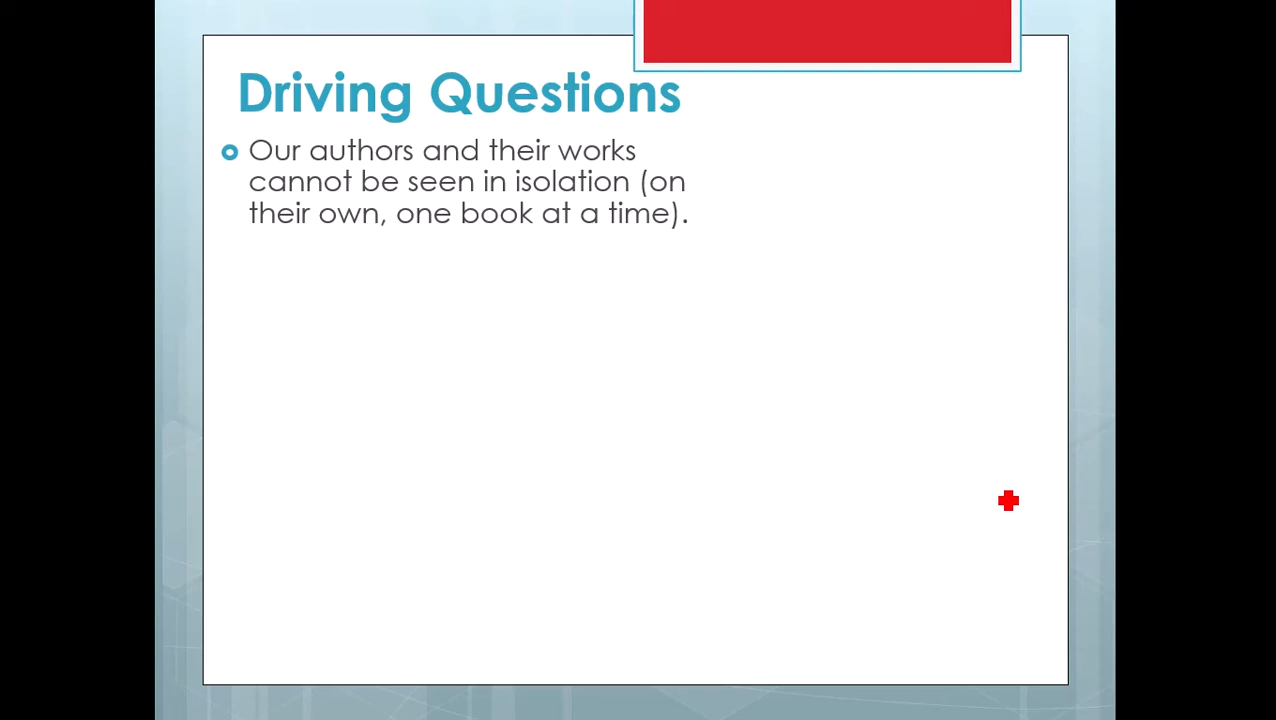 Driving Questions
Our authors and their works
cannot be seen in isolation (on
their own, one book at a time).